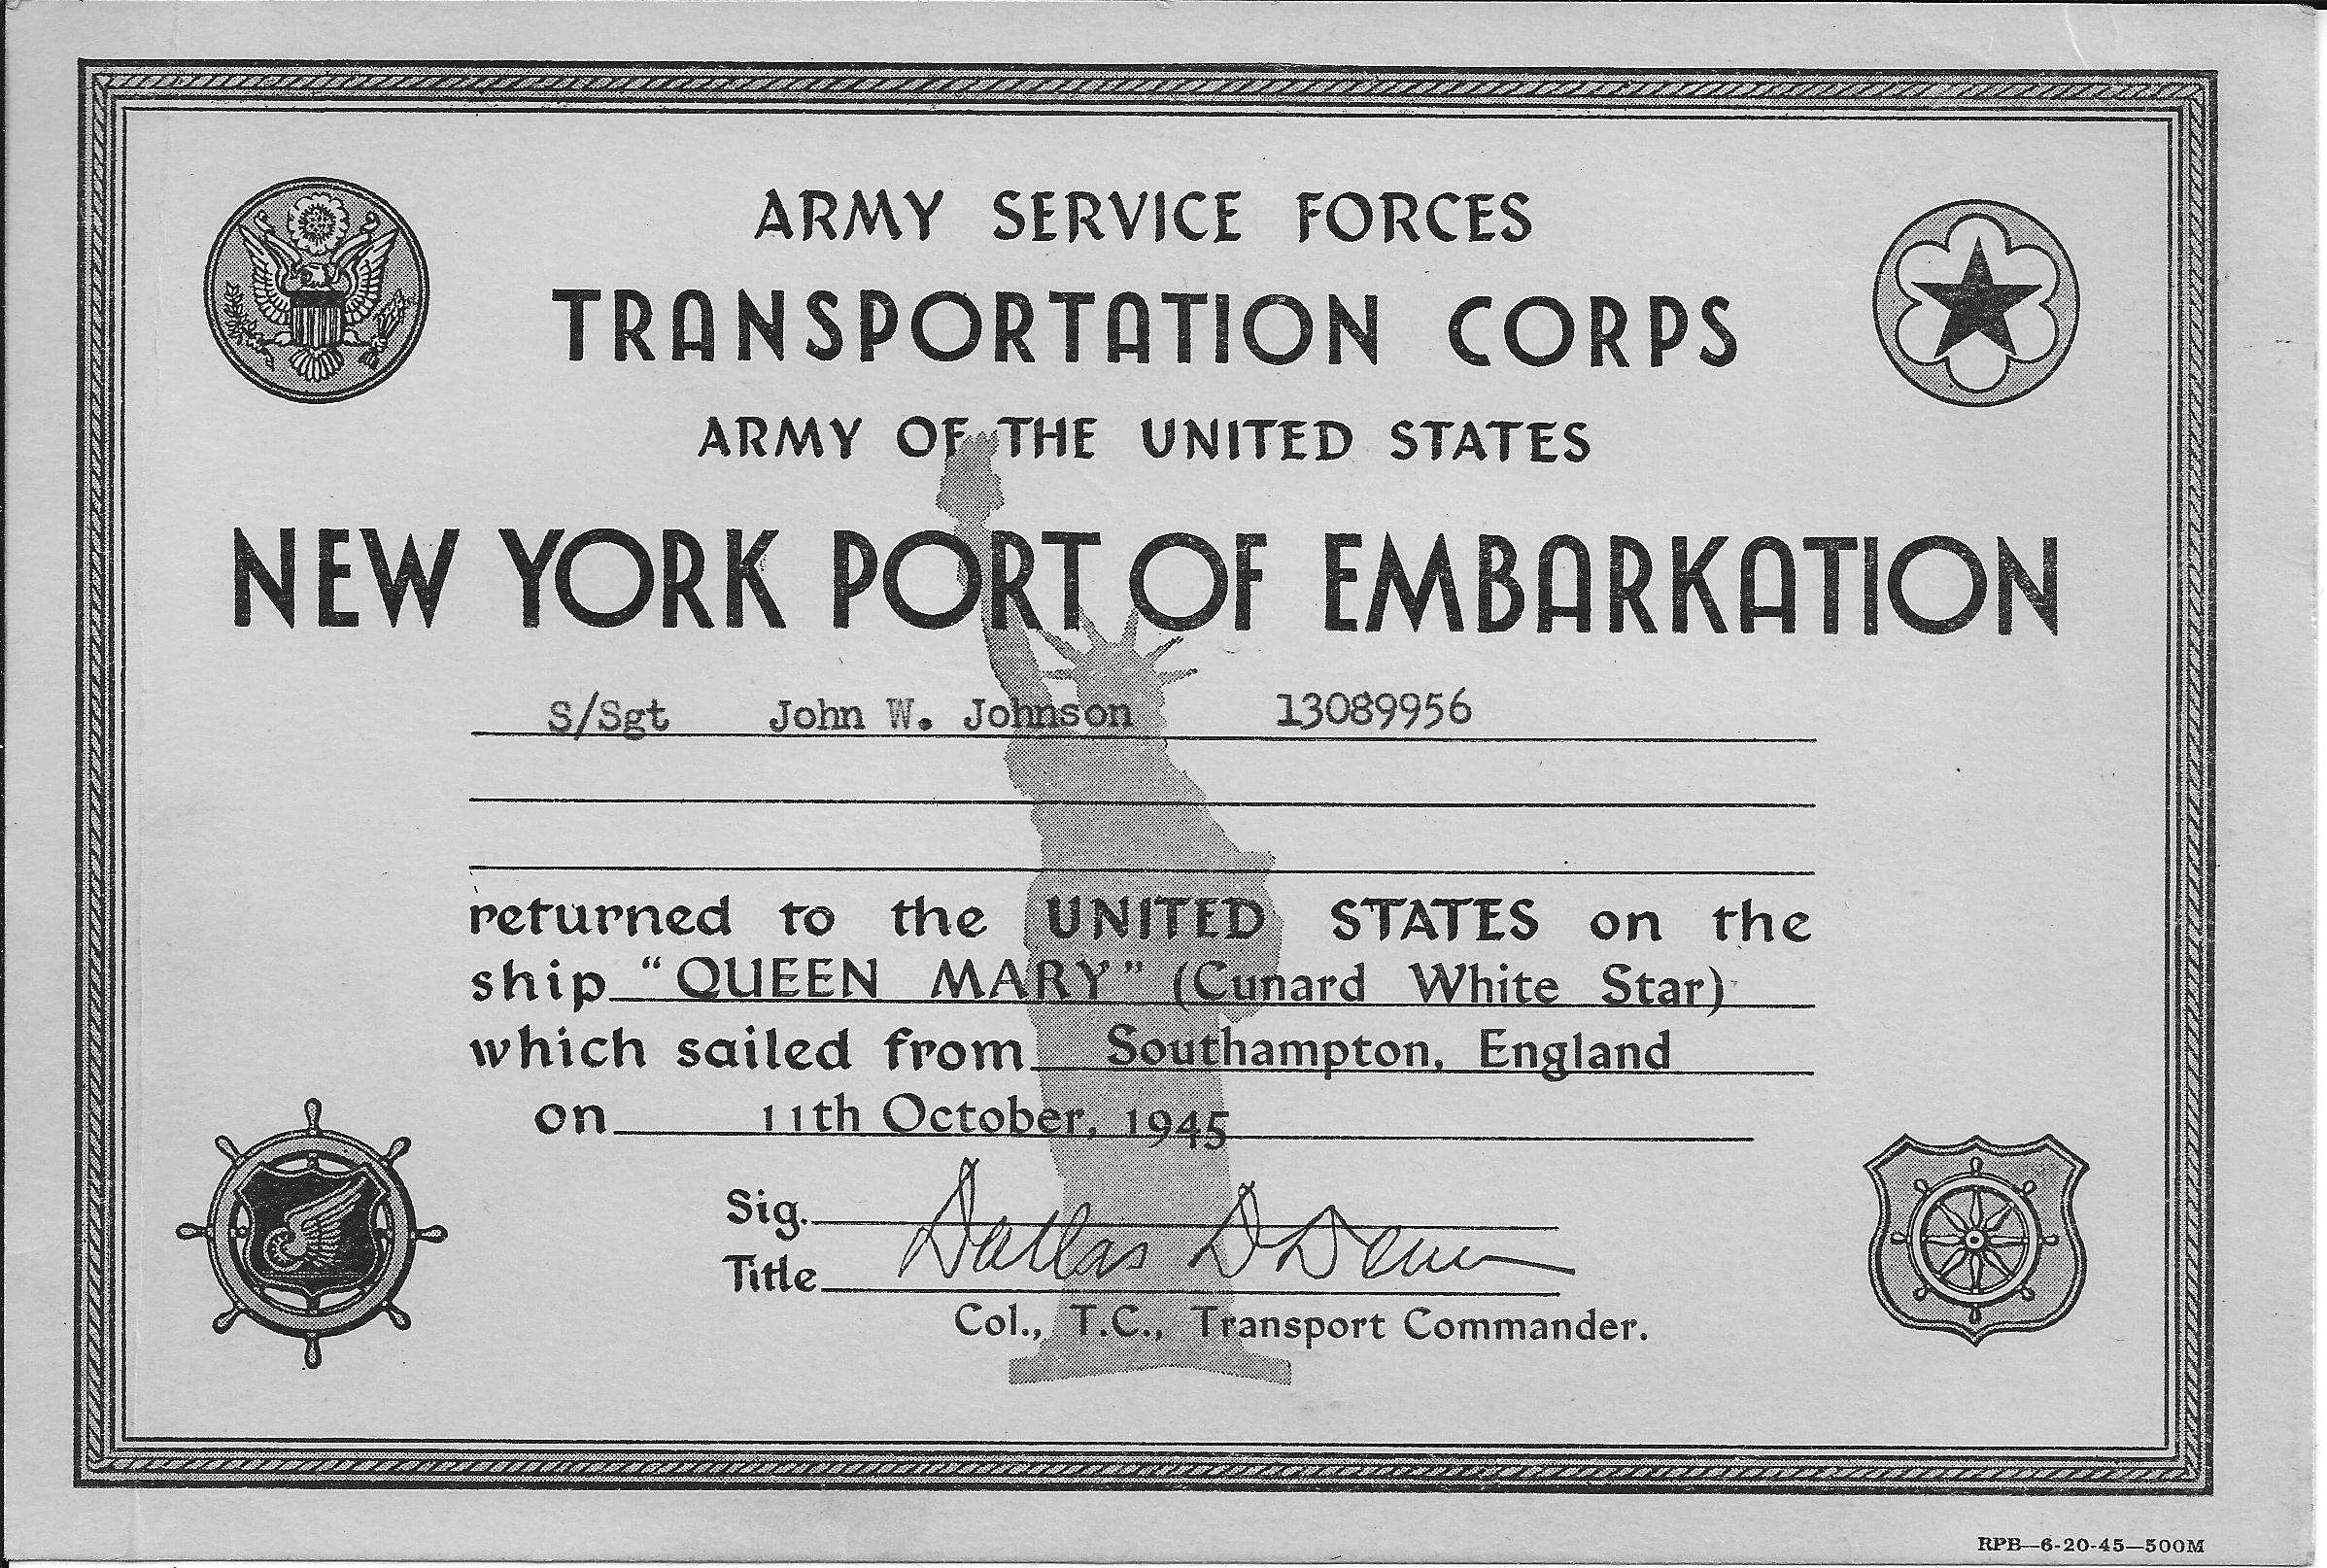 ARMY SERVICE FORCES
TRANSPORTATION CORPS
ARMY OF THE UNITED STATES
NEW YORK PORT OF EMBARKATION
S/Sgt John W. Johnson 13089956
returned to the UNITED STATES on the
ship “QUEEN MARY” (Cunard White Star)
which sailed from Southampton, England
on 11th October, 1945
Sig. Dallas D
Title
Col., T.C., Transport Commander.
RPB—6-20-45—500M